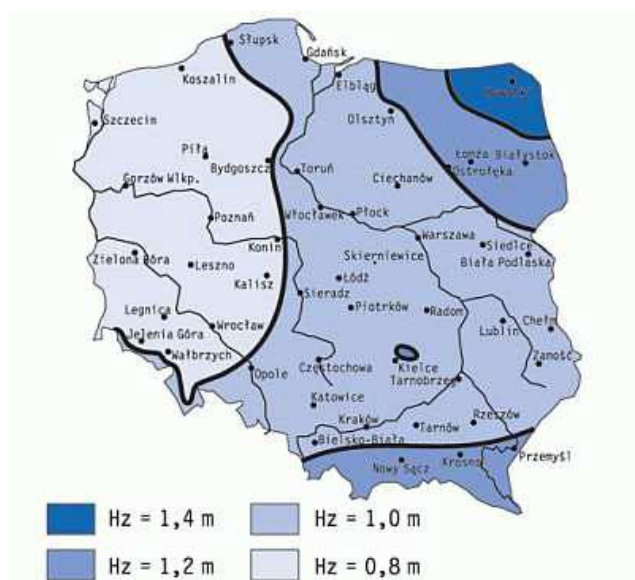 Słupsk
Gdańsk
Koszalin
Elbląg
Suwałki
Olsztyn
Szczecin
Piła
Bydgoszcz
Toruń
Łomża Białystok
Ostrołęka
Ciechanów
Gorzów Wlkp.
Włocławek
Płock
Poznań
Konin
Warszawa
Siedlce
Skierniewice
Biała Podlaska
Zielona Góra
Leszno
Kalisz
Łódź
Sieradz
Piotrków
Radom
Legnica
Lublin
Chełm
Jelenia Góra
Wrocław
Wałbrzych
Opole
Częstochowa
Kielce
Zamość
Tarnobrzeg
Katowice
Kraków
Tarnów
Rzeszów
Bielsko-Biała
Nowy Sącz
Krosno
Przemyśl
Hz = 1,4 m
Hz = 1,0 m
Hz = 1,2 m
Hz = 0,8 m